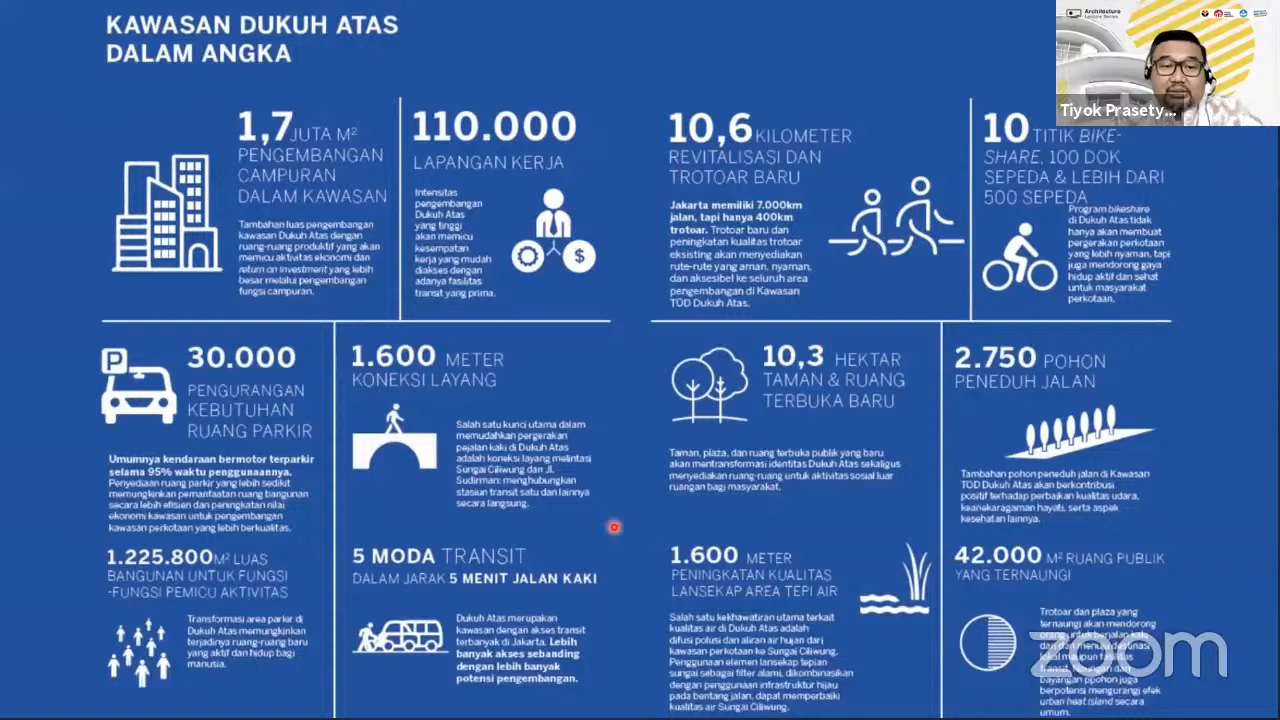 KAWASAN DUKUH ATAS
DALAM ANGKA
1,7 JUTA M²
PENGEMBANGAN
CAMPURAN
DALAM KAWASAN
Tambahan luas pengembangan
kawasan Dukuh Atas dengan
ruang-ruang produktif yang akan
memicu aktivitas ekonomi dan
return on investment yang lebih
besar melalui pengembangan
fungsi campuran.
110.000
LAPANGAN KERJA
Intensitas
pengembangan
Dukuh Atas
yang tinggi
akan memicu
kesempatan
kerja yang mudah
diakses dengan
adanya fasilitas
transit yang prima.
$
10,6 KILOMETER
REVITALISASI DAN
TROTOAR BARU
Jakarta memiliki 7.000km
jalan, tapi hanya 400km
trotoar. Trotoar baru dan
peningkatan kualitas trotoar
eksisting akan menyediakan
rute-rute yang aman, nyaman,
dan aksesibel ke seluruh area
pengembangan di Kawasan
TOD Dukuh Atas.
10 TITIK BIKE-
SHARE, 100 DOK
SEPEDA & LEBIH DARI
500 SEPEDA
Program bikeshare
di Dukuh Atas tidak
hanya akan membuat
pergerakan perkotaan
yang lebih nyaman, tapi
juga mendorong gaya
hidup aktif dan sehat
untuk masyarakat
perkotaan.
P
30.000
PENGURANGAN
KEBUTUHAN
RUANG PARKIR
Umumnya kendaraan bermotor terparkir
selama 95% waktu penggunaannya.
Penyediaan ruang parkir yang lebih sedikit
memungkinkan pemanfaatan ruang bangunan
secara lebih efisien dan peningkatan nilai
ekonomi kawasan untuk pengembangan
kawasan perkotaan yang lebih berkualitas.
1.600 METER
KONEKSI LAYANG
Salah satu kunci utama dalam
memudahkan pergerakan
pejalan kaki di Dukuh Atas
adalah koneksi layang melintasi
Sungai Ciliwung dan Jl.
Sudirman: menghubungkan
stasiun transit satu dan lainnya
secara langsung.
10,3 HEKTAR
TAMAN & RUANG
TERBUKA BARU
Taman, plaza, dan ruang terbuka publik yang baru
akan mentransformasi identitas Dukuh Atas sekaligus
menyediakan ruang-ruang untuk aktivitas sosial luar
ruangan bagi masyarakat.
2.750 POHON
PENEDUH JALAN
Tambahan pohon peneduh jalan di Kawasan
TOD Dukuh Atas akan berkontribusi
positif terhadap perbaikan kualitas udara,
keanekaragaman hayati, serta aspek
kesehatan lainnya.
1.225.800 M² LUAS
BANGUNAN UNTUK FUNGSI
-FUNGSI PEMICU AKTIVITAS
Transformasi area parkir di
Dukuh Atas memungkinkan
terjadinya ruang-ruang baru
yang aktif dan hidup bagi
manusia.
5 MODA TRANSIT
DALAM JARAK 5 MENIT JALAN KAKI
Dukuh Atas merupakan
kawasan dengan akses transit
terbanyak di Jakarta. Lebih
banyak akses sebanding
dengan lebih banyak
potensi pengembangan.
1.600 METER
PENINGKATAN KUALITAS
LANSEKAP AREA TEPI AIR
Salah satu kekhawatiran utama terkait
kualitas air di Dukuh Atas adalah
difusi polusi dan aliran air hujan dari
kawasan perkotaan ke Sungai Ciliwung.
Penggunaan elemen lansekap tepian
sungai sebagai filter alami, dikombinasikan
dengan penggunaan infrastruktur hijau
pada bentang jalan, dapat memperbaiki
kualitas air Sungai Ciliwung.
42.000 M² RUANG PUBLIK
YANG TERNAUNGI
Trotoar dan plaza yang
ternaungi akan mendorong
orang untuk berjalan kaki
dari dan menuju destinasi
lokal maupun fasilitas
transit. Naungan dan
bayangan ppohon juga
berpotensi mengurangi efek
urban heat island secara
umum.
Architecture
Lecture Series
Tiyok Prasety...
zoom